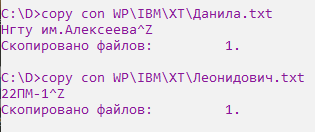 C:\D>copy con WP\IBM\XT\Данила.txt
Нгту им.Алексеева^Z
Скопировано файлов:         1.
C:\D>copy con WP\IBM\XT\Леонидович.txt
22ПМ-1^Z
Скопировано файлов:         1.